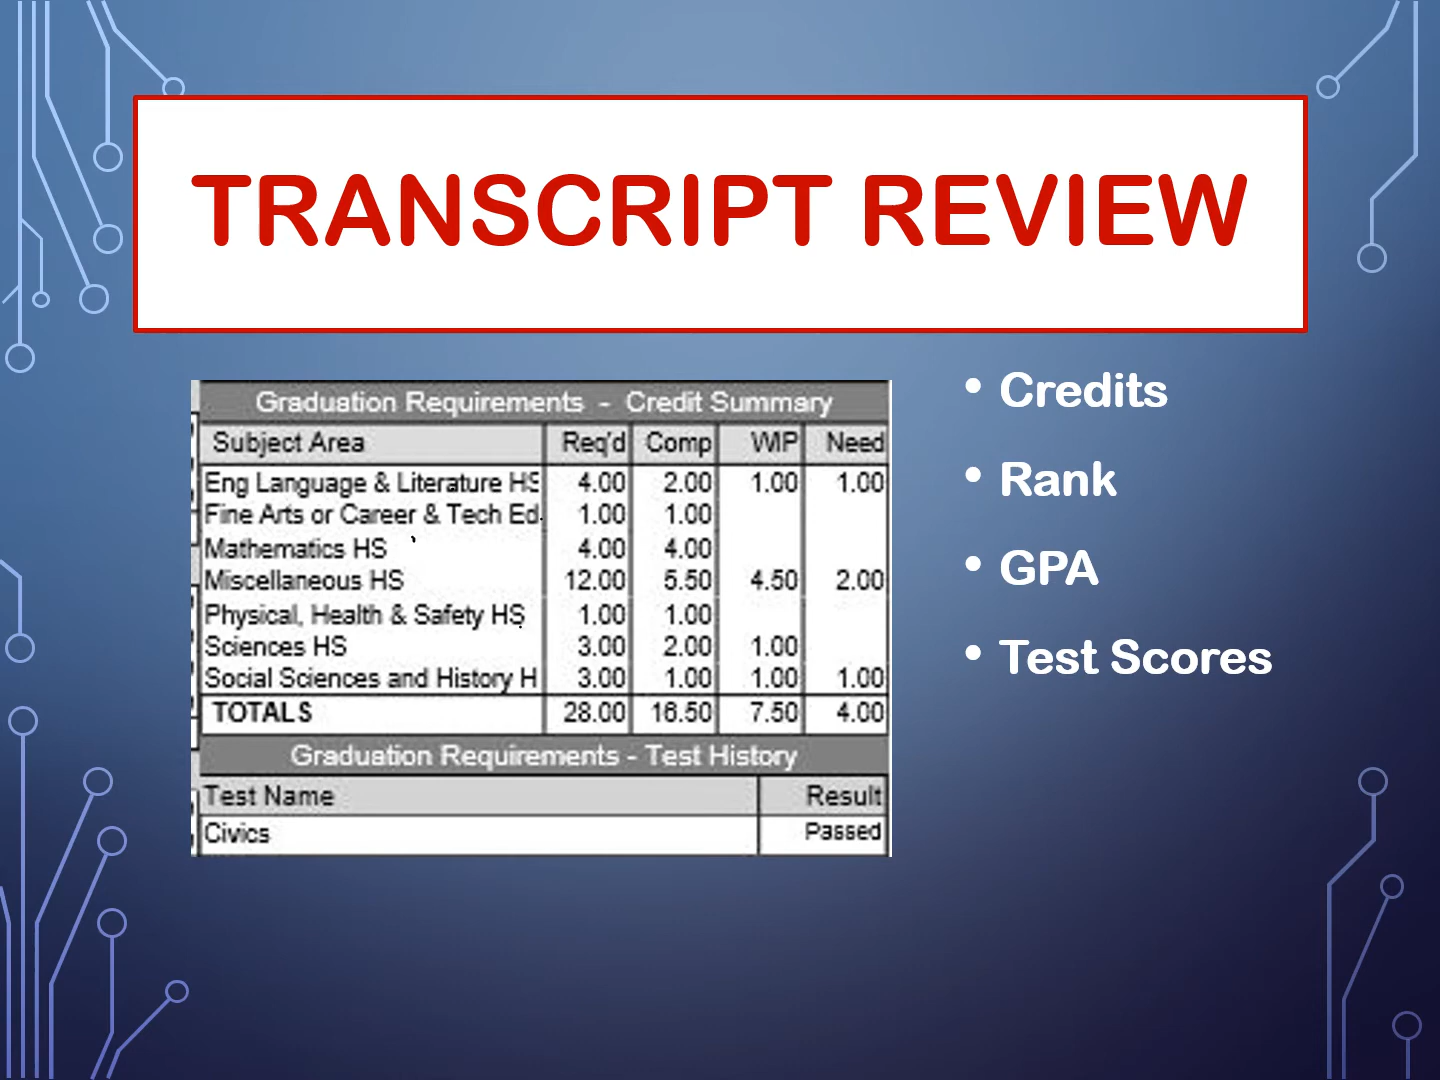 TRANSCRIPT REVIEW
Graduation Requirements - Credit Summary
Subject Area Req'd Comp WIP Need
Eng Language & Literature HS 4.00 2.00 1.00 1.00
Fine Arts or Career & Tech Ed. 1.00 1.00
Mathematics HS 4.00 4.00
Miscellaneous HS 12.00 5.50 4.50 2.00
Physical, Health & Safety HS 1.00 1.00
Sciences HS 3.00 2.00 1.00
Social Sciences and History H 3.00 1.00 1.00 1.00
TOTALS 28.00 16.50 7.50 4.00
Graduation Requirements - Test History
Test Name Result
Civics Passed
• Credits
• Rank
• GPA
• Test Scores